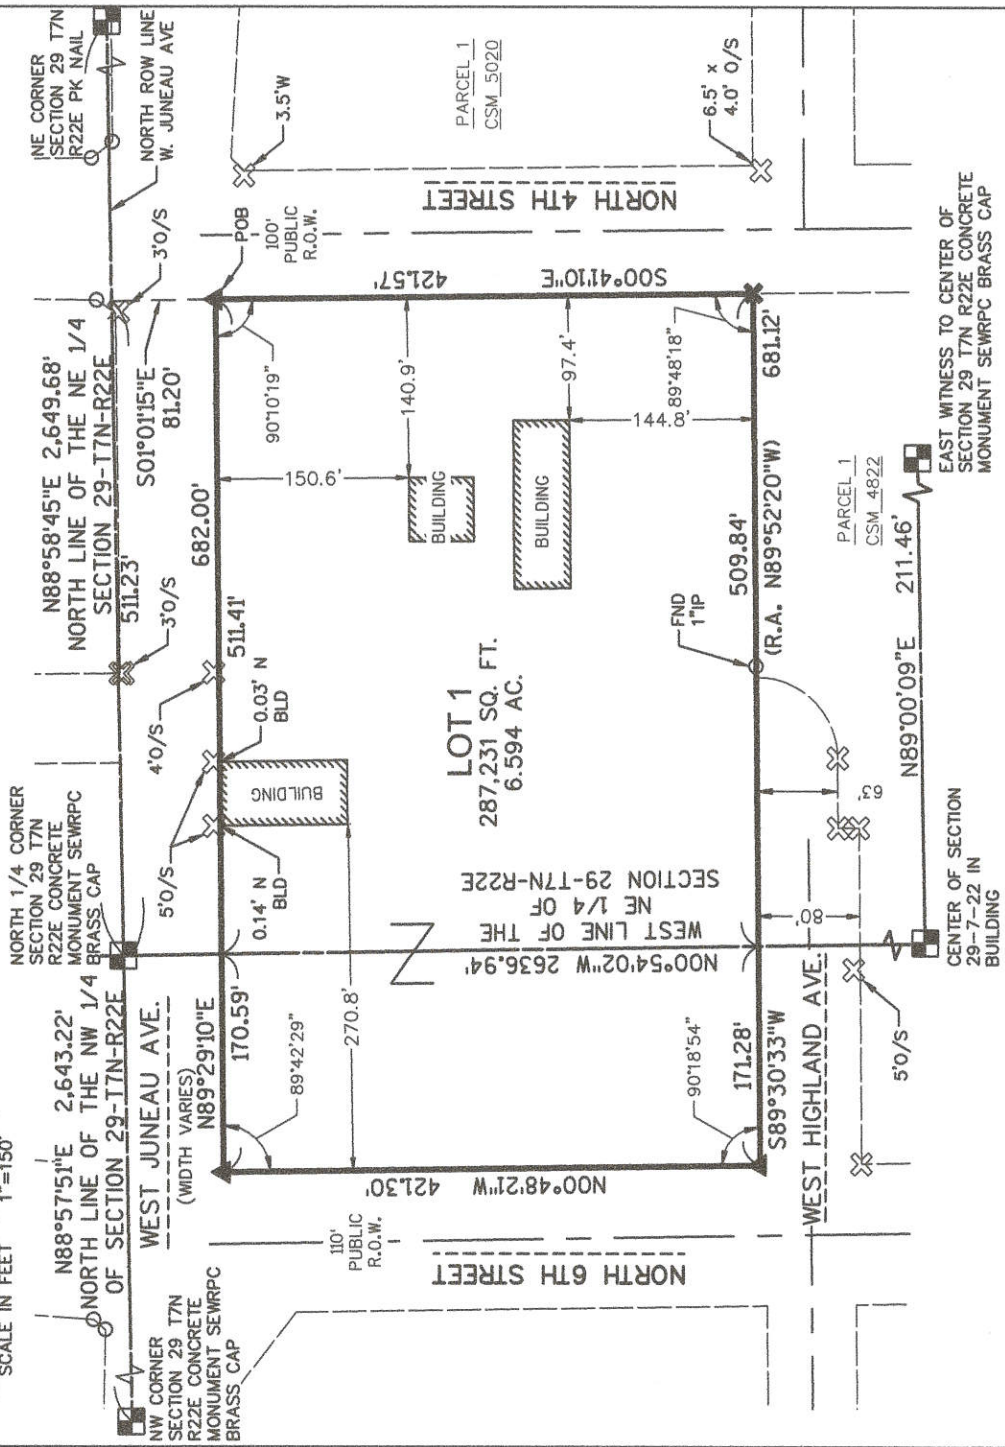 SCALE IN FEET 1"=150'
NORTH 1/4 CORNER
SECTION 29 T7N
R22E CONCRETE
MONUMENT SEWRPC
BRASS CAP
NE CORNER
SECTION 29 T7N
R22E PK NAIL
NORTH ROW LINE
W. JUNEAU AVE
N88°57'51"E 2,643.22'
NORTH LINE OF THE NW 1/4
OF SECTION 29-T7N-R22E
N88°58'45"E 2,649.68'
NORTH LINE OF THE NE 1/4
SECTION 29-T7N-R22E
511.23'
3'O/S
3'O/S
S01°01'15"E
81.20'
NW CORNER
SECTION 29 T7N
R22E CONCRETE
MONUMENT SEWRPC
BRASS CAP
WEST JUNEAU AVE.
(WIDTH VARIES)
5'O/S
4'O/S
N89°29'10"E
682.00'
170.59'
511.41'
POB
100'
PUBLIC
R.O.W.
3.5'W
0.14' N
BLD
0.03' N
BLD
89°42'29"
90°10'19"
BUILDING
270.8'
150.6'
140.9'
BUILDING
110'
PUBLIC
R.O.W.
NORTH 6TH STREET
N00°48'21"W 421.30'
N00°54'02"W 2636.94'
WEST LINE OF THE
NE 1/4 OF
SECTION 29-T7N-R22E
LOT 1
287,231 SQ. FT.
6.594 AC.
BUILDING
97.4'
144.8'
S00°41'10"E 421.57'
NORTH 4TH STREET
PARCEL 1
CSM 5020
6.5' x
4.0' O/S
90°18'54"
89°48'18"
FND
1"IP
171.28'
509.84'
681.12'
S89°30'33"W
(R.A. N89°52'20"W)
WEST HIGHLAND AVE.
80'
63'
5'O/S
PARCEL 1
CSM 4822
N89°00'09"E 211.46'
CENTER OF SECTION
29-7-22 IN
BUILDING
EAST WITNESS TO CENTER OF
SECTION 29 T7N R22E CONCRETE
MONUMENT SEWRPC BRASS CAP